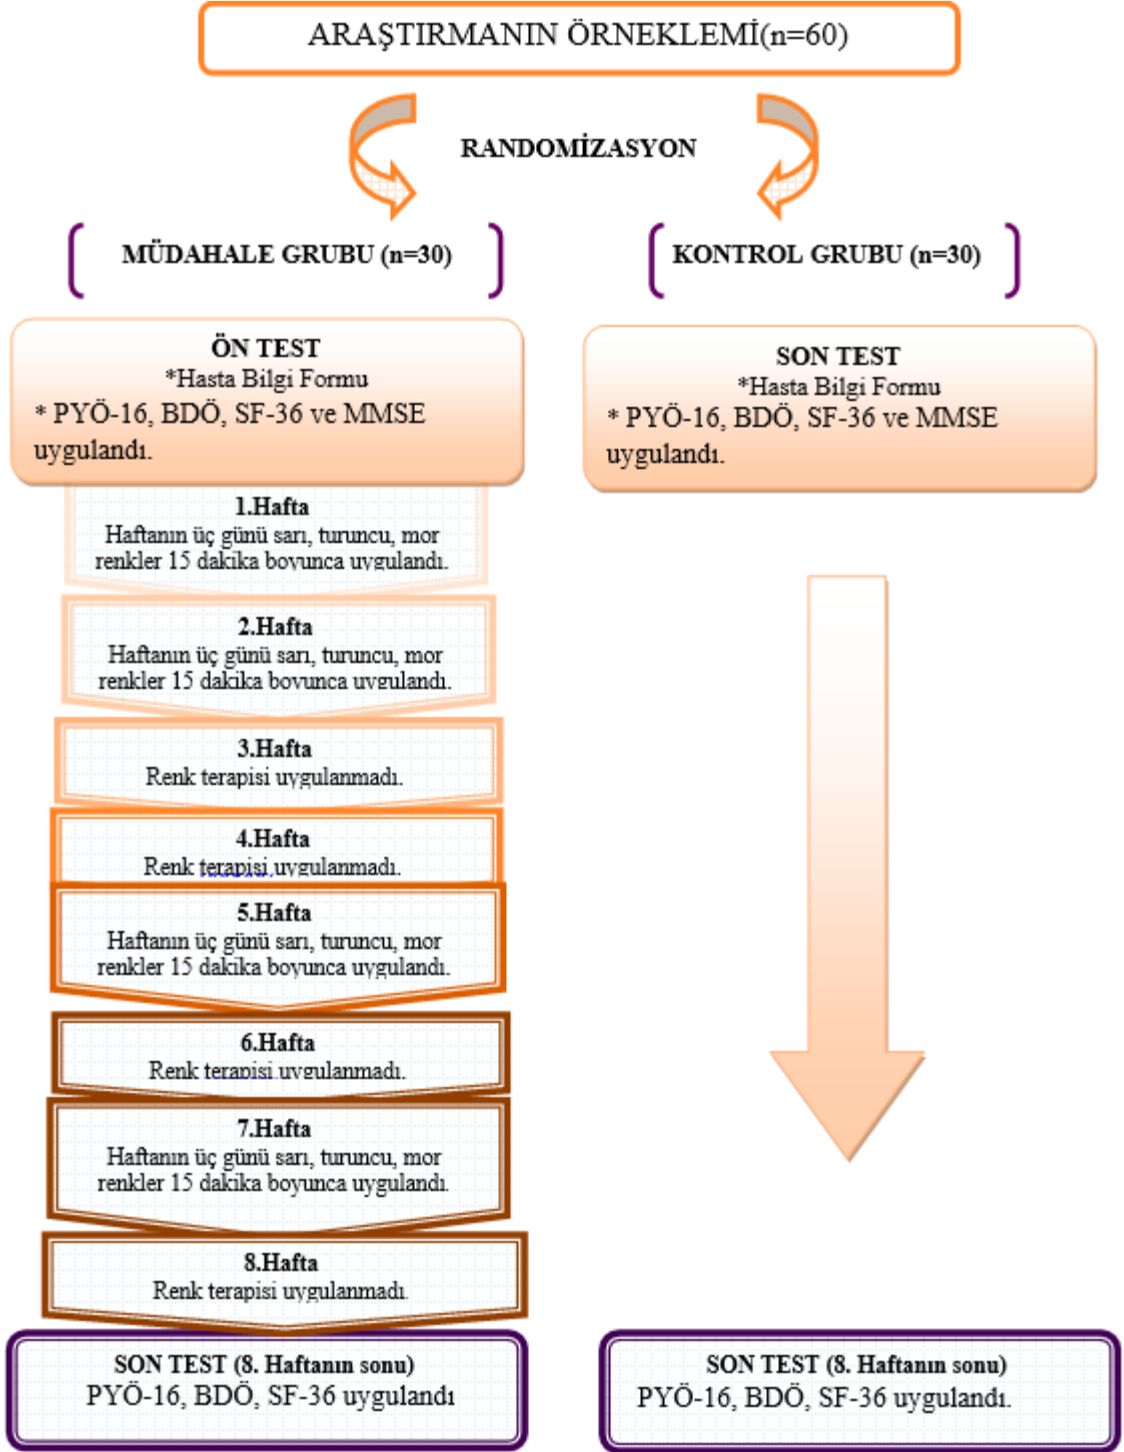 ARAŞTIRMANIN ÖRNEKLEMİ(n=60)
RANDOMİZASYON
MÜDAHALE GRUBU (n=30)
KONTROL GRUBU (n=30)
ÖN TEST
*Hasta Bilgi Formu
* PYÖ-16, BDÖ, SF-36 ve MMSE
uygulandı.
SON TEST
*Hasta Bilgi Formu
* PYÖ-16, BDÖ, SF-36 ve MMSE
uygulandı.
1.Hafta
Haftanın üç günü sarı, turuncu, mor
renkler 15 dakika boyunca uygulandı.
2.Hafta
Haftanın üç günü sarı, turuncu, mor
renkler 15 dakika boyunca uygulandı.
3.Hafta
Renk terapisi uygulanmadı.
4.Hafta
Renk terapisi uygulanmadı.
5.Hafta
Haftanın üç günü sarı, turuncu, mor
renkler 15 dakika boyunca uygulandı.
6.Hafta
Renk terapisi uygulanmadı.
7.Hafta
Haftanın üç günü sarı, turuncu, mor
renkler 15 dakika boyunca uygulandı.
8.Hafta
Renk terapisi uygulanmadı
SON TEST (8. Haftanın sonu)
PYÖ-16, BDÖ, SF-36 uygulandı
SON TEST (8. Haftanın sonu)
PYÖ-16, BDÖ, SF-36 uygulandı.